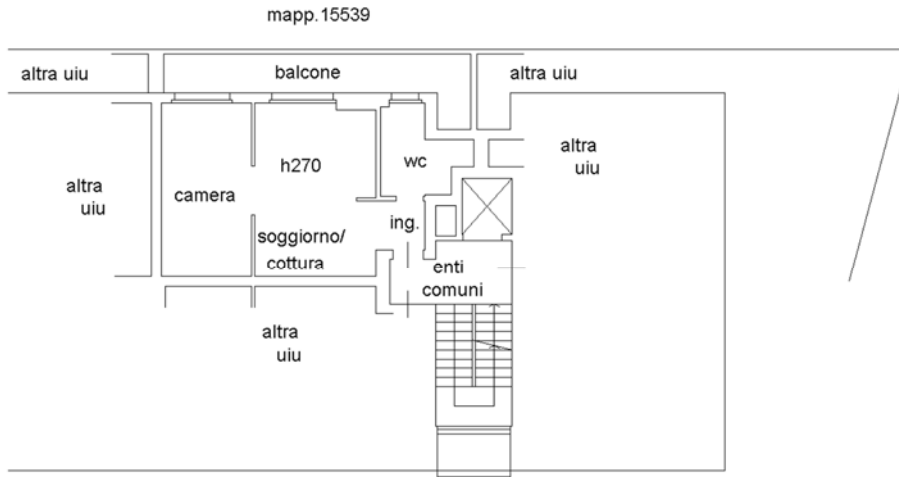 mapp.15539
altra uiu
balcone
altra uiu
altra
uiu
altra
uiu
camera
h270
wc
soggiorno/
cottura
ing.
enti
comuni
altra
uiu